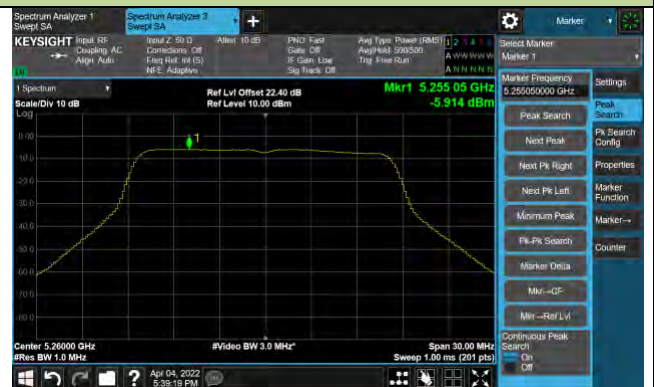 Spectrum Analyzer 1
Swept SA
Spectrum Analyzer 3
Swept SA
+
Marker
KEYSIGHT
Input: RF
Coupling: AC
Align: Auto
Input Z: 50 Ω
Corrections: Off
Freq Ref: Int (S)
NFE: Adaptive
Atten: 10 dB
PNO: Fast
Gate: Off
IF Gain: Low
Sig Track: Off
Avg Type: Power (RMS)
Avg|Hold: 500/500
Trig: Free Run
1 2 3 4 5 6
A W W W W W
A N N N N N
Select Marker
Marker 1
1 Spectrum
Scale/Div 10 dB
Log
Ref Lvl Offset 22.40 dB
Ref Level 10.00 dBm
Mkr1 5.255 05 GHz
-5.914 dBm
0.00
-10.0
-20.0
-30.0
-40.0
-50.0
-60.0
-70.0
-80.0
1
Center 5.26000 GHz
#Res BW 1.0 MHz
#Video BW 3.0 MHz*
Span 30.00 MHz
Sweep 1.00 ms (201 pts)
Marker Frequency
5.255050000 GHz
Peak Search
Next Peak
Next Pk Right
Next Pk Left
Minimum Peak
Pk-Pk Search
Marker Delta
Mkr→CF
Mkr→Ref Lvl
Continuous Peak
Search
On
Off
Settings
Peak
Search
Pk Search
Config
Properties
Marker
Function
Marker→
Counter
?
Apr 04, 2022
5:39:19 PM